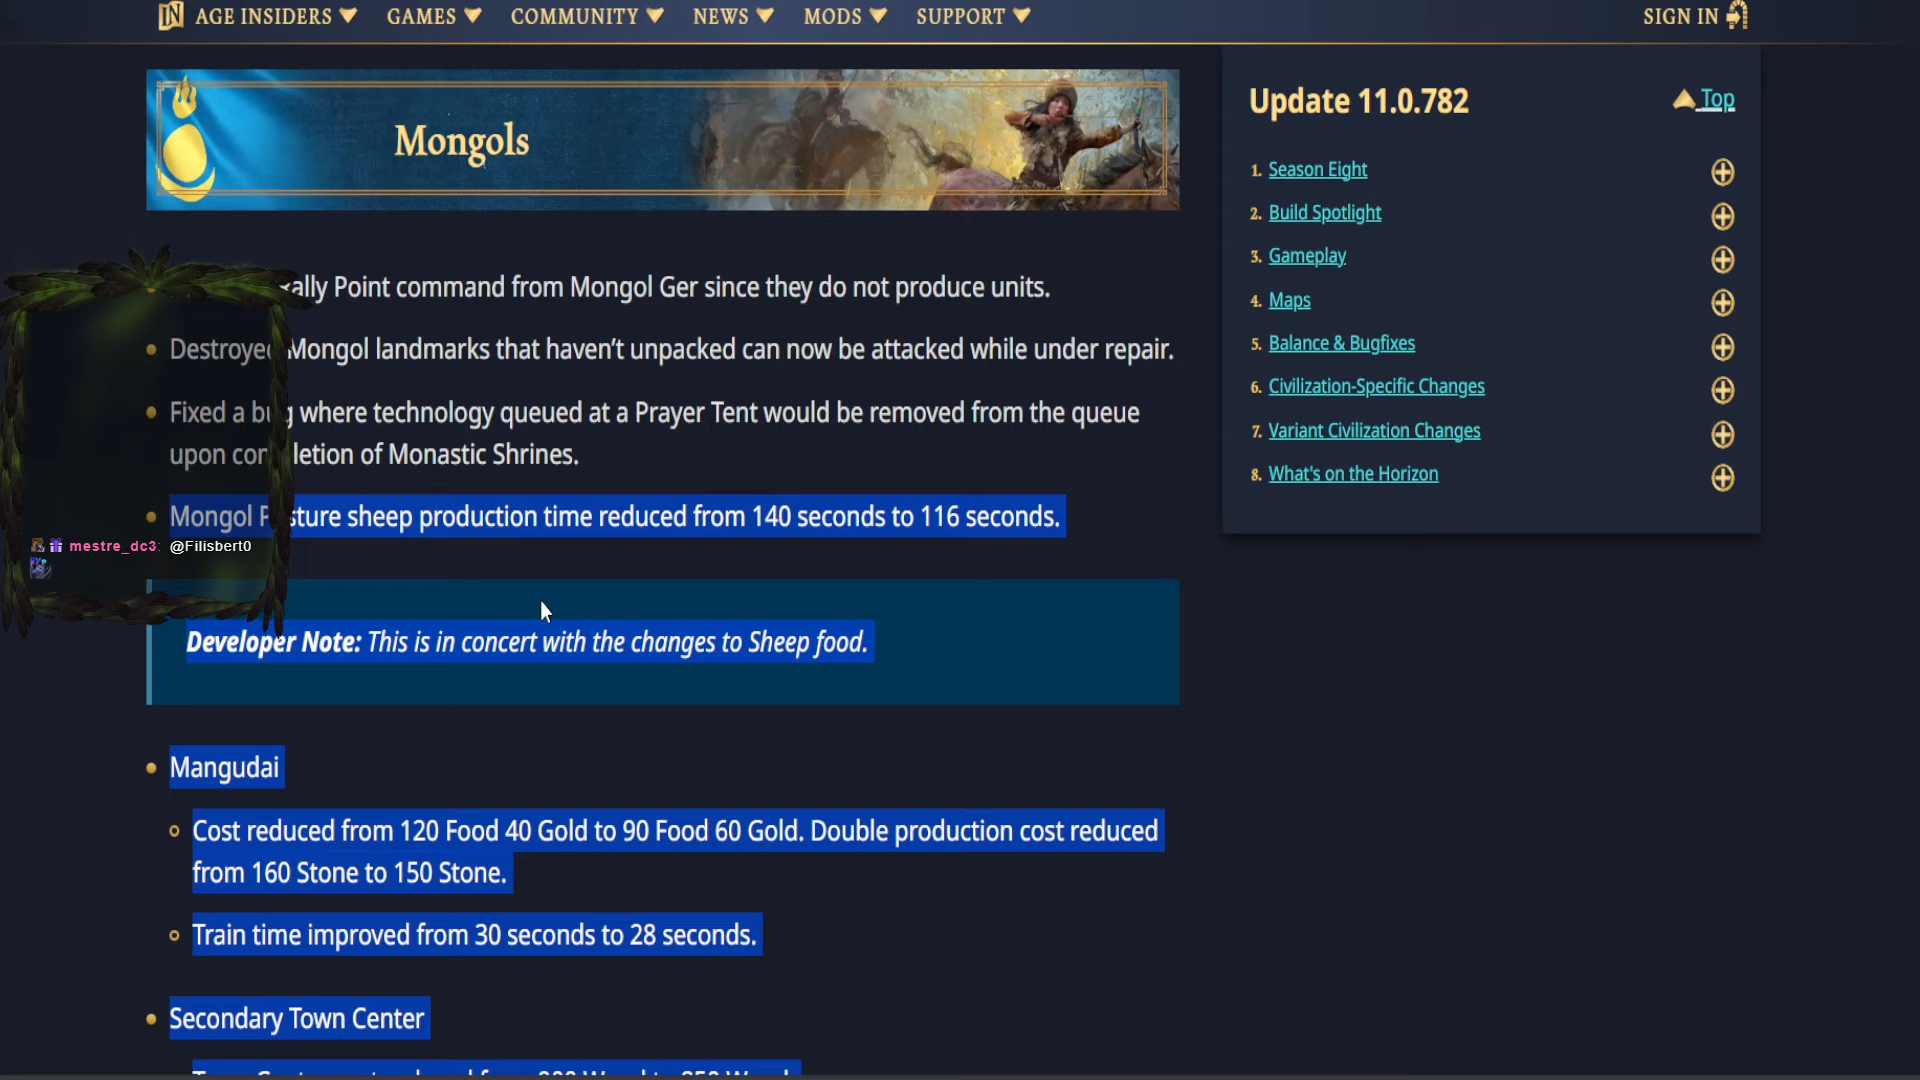 AGE INSIDERS GAMES COMMUNITY NEWS MODS SUPPORT SIGN IN
Mongols
Update 11.0.782
Top
1. Season Eight
2. Build Spotlight
3. Gameplay
4. Maps
5. Balance & Bugfixes
6. Civilization-Specific Changes
7. Variant Civilization Changes
8. What's on the Horizon
Point command from Mongol Ger since they do not produce units.
Destroyed Mongol landmarks that haven't unpacked can now be attacked while under repair.
Fixed a bug where technology queued at a Prayer Tent would be removed from the queue
upon completion of Monastic Shrines.
Mongol Pasture sheep production time reduced from 140 seconds to 116 seconds.
mestre_dc3: @Filisbert0
Developer Note: This is in concert with the changes to Sheep food.
Mangudai
Cost reduced from 120 Food 40 Gold to 90 Food 60 Gold. Double production cost reduced
from 160 Stone to 150 Stone.
Train time improved from 30 seconds to 28 seconds.
Secondary Town Center